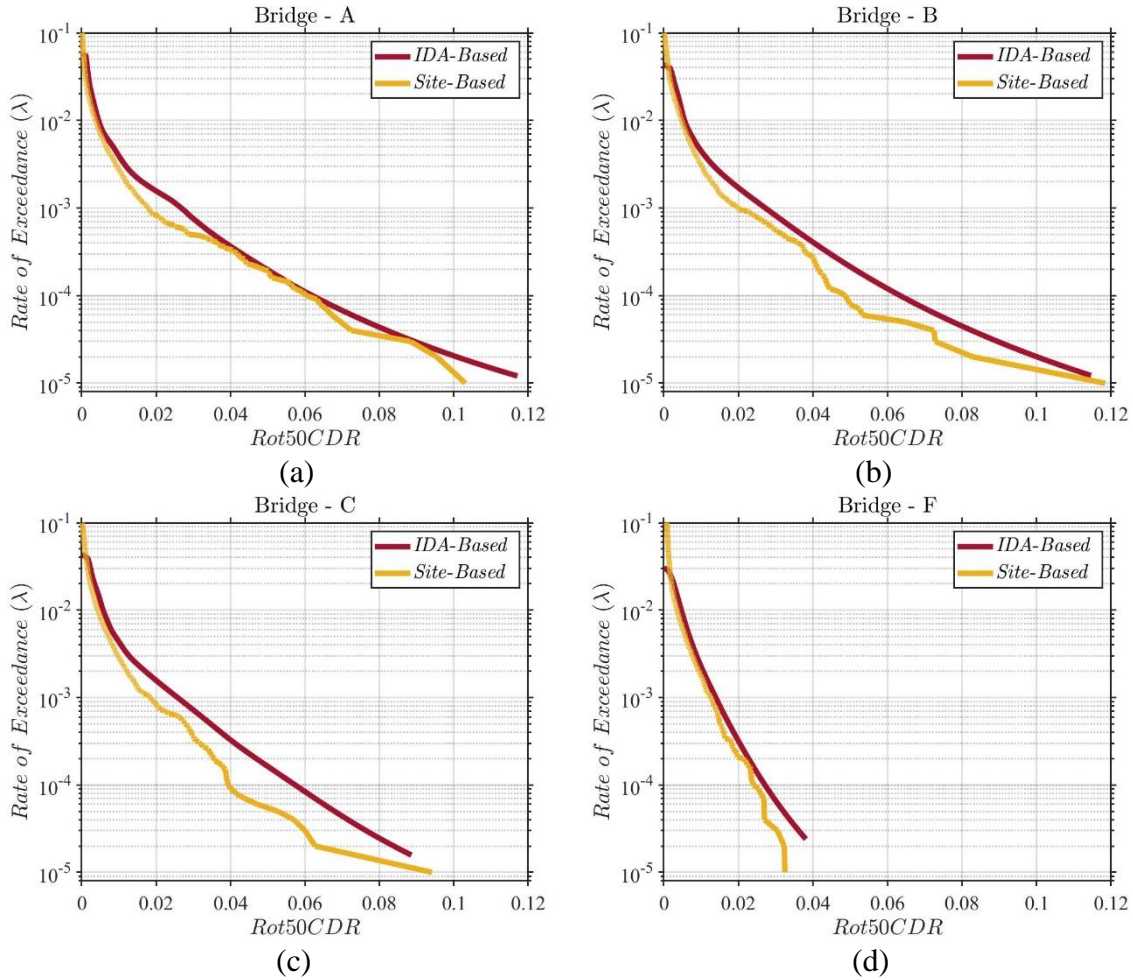 Bridge - A
10^-1
10^-2
10^-3
10^-4
10^-5
Rate of Exceedance (λ)
IDA-Based
Site-Based
0 0.02 0.04 0.06 0.08 0.1 0.12
Rot50CDR
(a)
Bridge - B
10^-1
10^-2
10^-3
10^-4
10^-5
Rate of Exceedance (λ)
IDA-Based
Site-Based
0 0.02 0.04 0.06 0.08 0.1 0.12
Rot50CDR
(b)
Bridge - C
10^-1
10^-2
10^-3
10^-4
10^-5
Rate of Exceedance (λ)
IDA-Based
Site-Based
0 0.02 0.04 0.06 0.08 0.1 0.12
Rot50CDR
(c)
Bridge - F
10^-1
10^-2
10^-3
10^-4
10^-5
Rate of Exceedance (λ)
IDA-Based
Site-Based
0 0.02 0.04 0.06 0.08 0.1 0.12
Rot50CDR
(d)